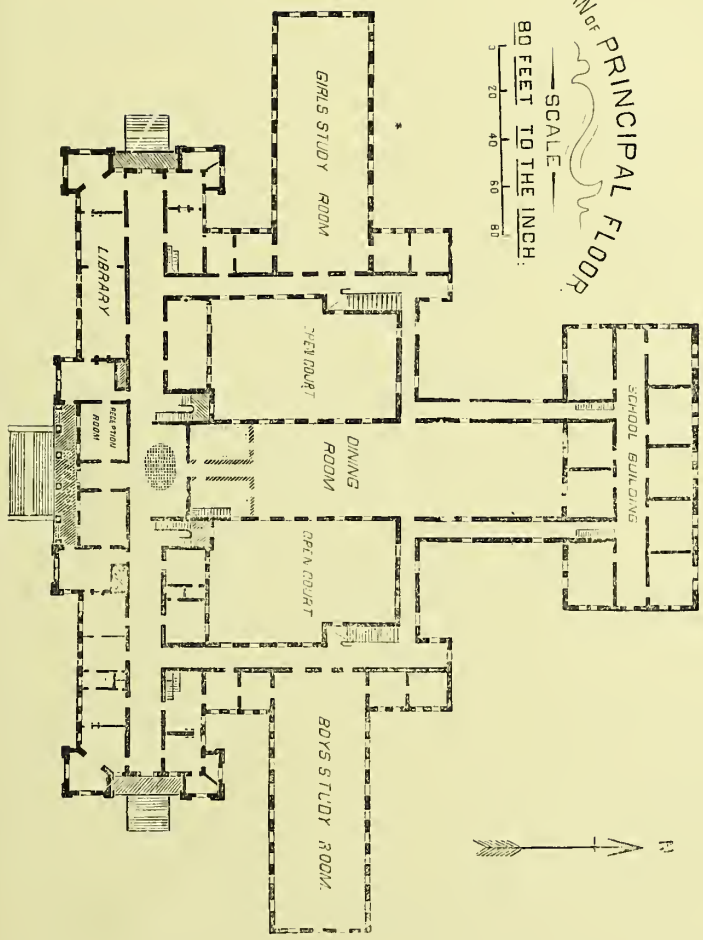 AN OF PRINCIPAL FLOOR
SCALE
0 20 40 60 80
80 FEET TO THE INCH:
GIRLS STUDY ROOM
*
SCHOOL BUILDING
LIBRARY
OPEN COURT
RECEPTION
ROOM
DINING
ROOM
OPEN COURT
BOYS STUDY ROOM.